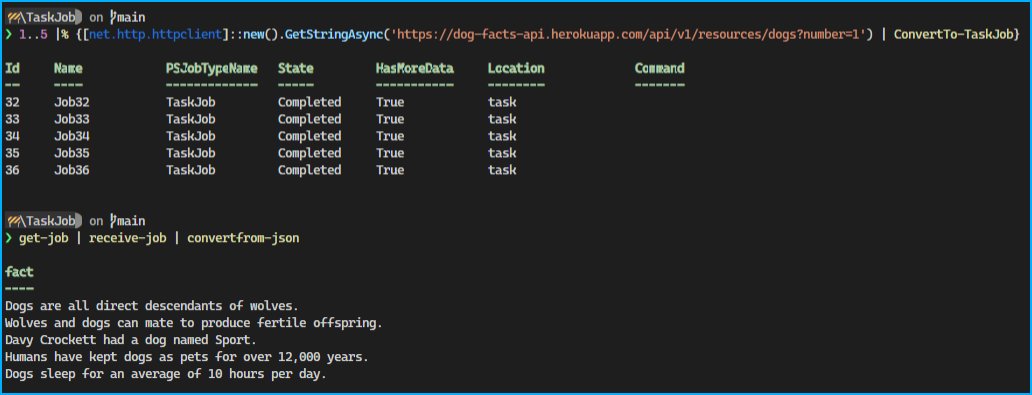 \TaskJob on main
❯ 1..5 |% {[net.http.httpclient]::new().GetStringAsync('https://dog-facts-api.herokuapp.com/api/v1/resources/dogs?number=1') | ConvertTo-TaskJob}
Id Name PSJobTypeName State HasMoreData Location Command
-- ---- ------------- ----- ----------- -------- -------
32 Job32 TaskJob Completed True task
33 Job33 TaskJob Completed True task
34 Job34 TaskJob Completed True task
35 Job35 TaskJob Completed True task
36 Job36 TaskJob Completed True task
\TaskJob on main
❯ get-job | receive-job | convertfrom-json
fact
----
Dogs are all direct descendants of wolves.
Wolves and dogs can mate to produce fertile offspring.
Davy Crockett had a dog named Sport.
Humans have kept dogs as pets for over 12,000 years.
Dogs sleep for an average of 10 hours per day.